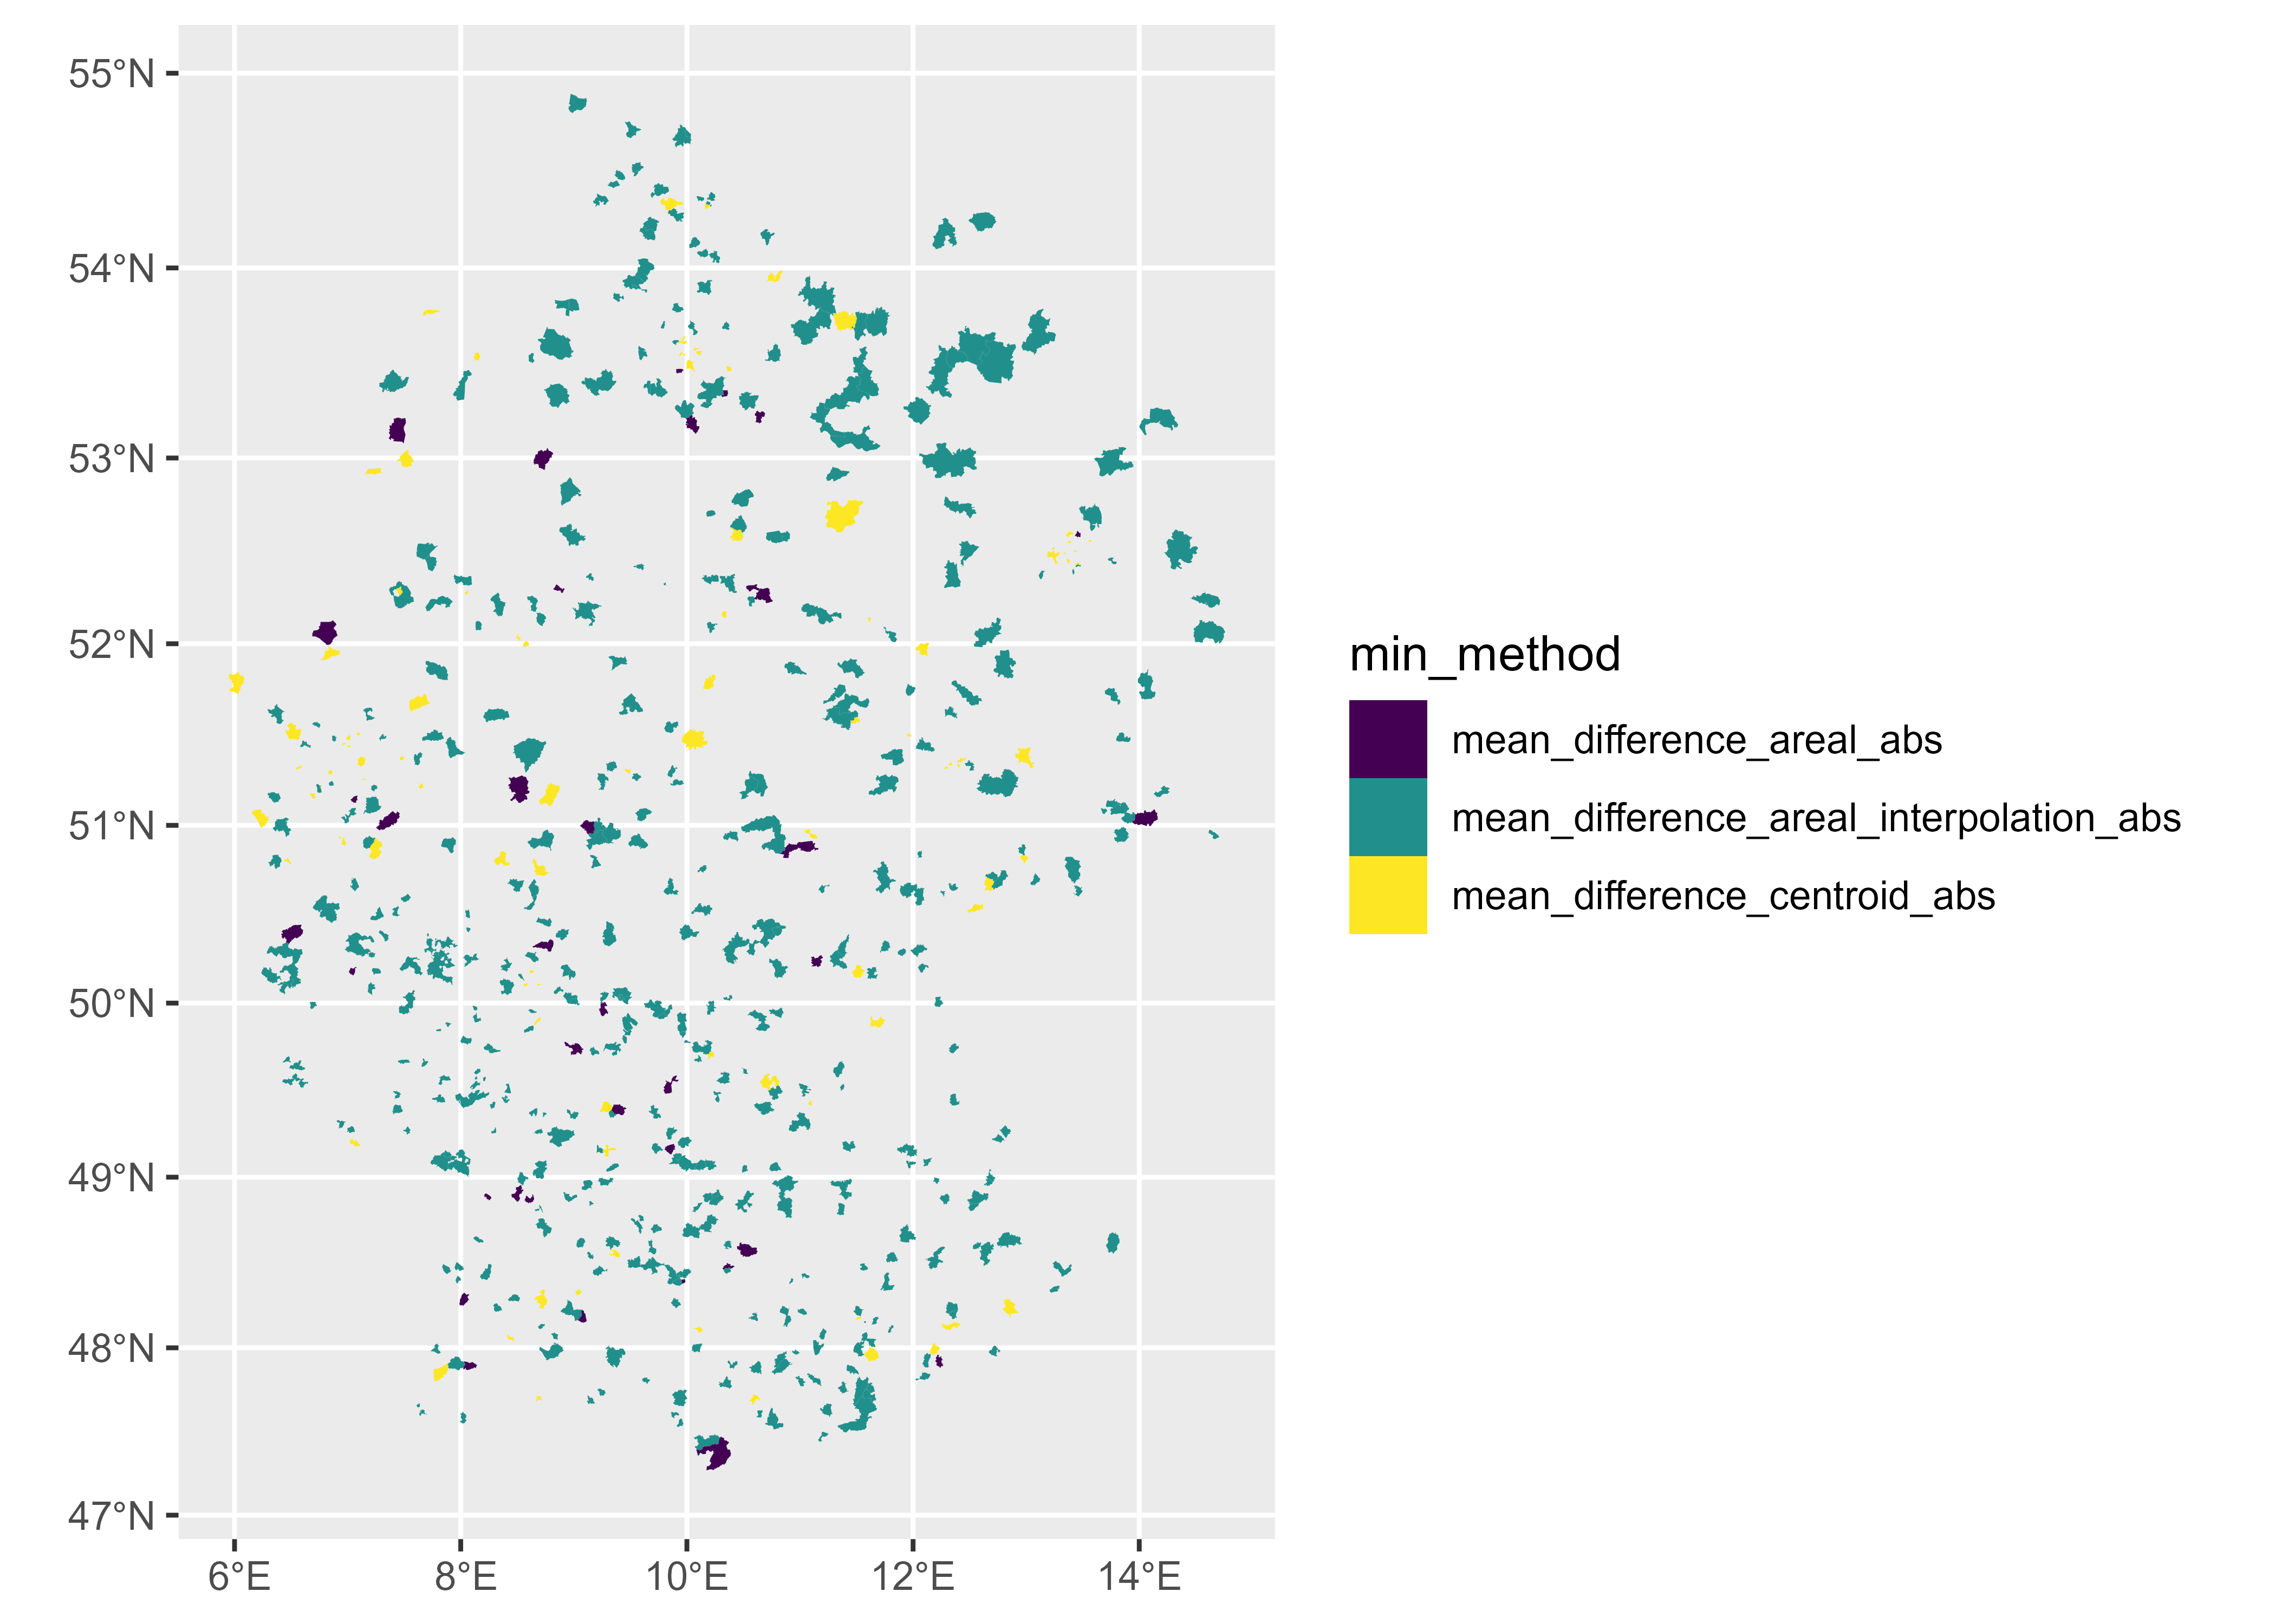 55°N
54°N
53°N
52°N
51°N
50°N
49°N
48°N
47°N
6°E 8°E 10°E 12°E 14°E
min_method
mean_difference_areal_abs
mean_difference_areal_interpolation_abs
mean_difference_centroid_abs